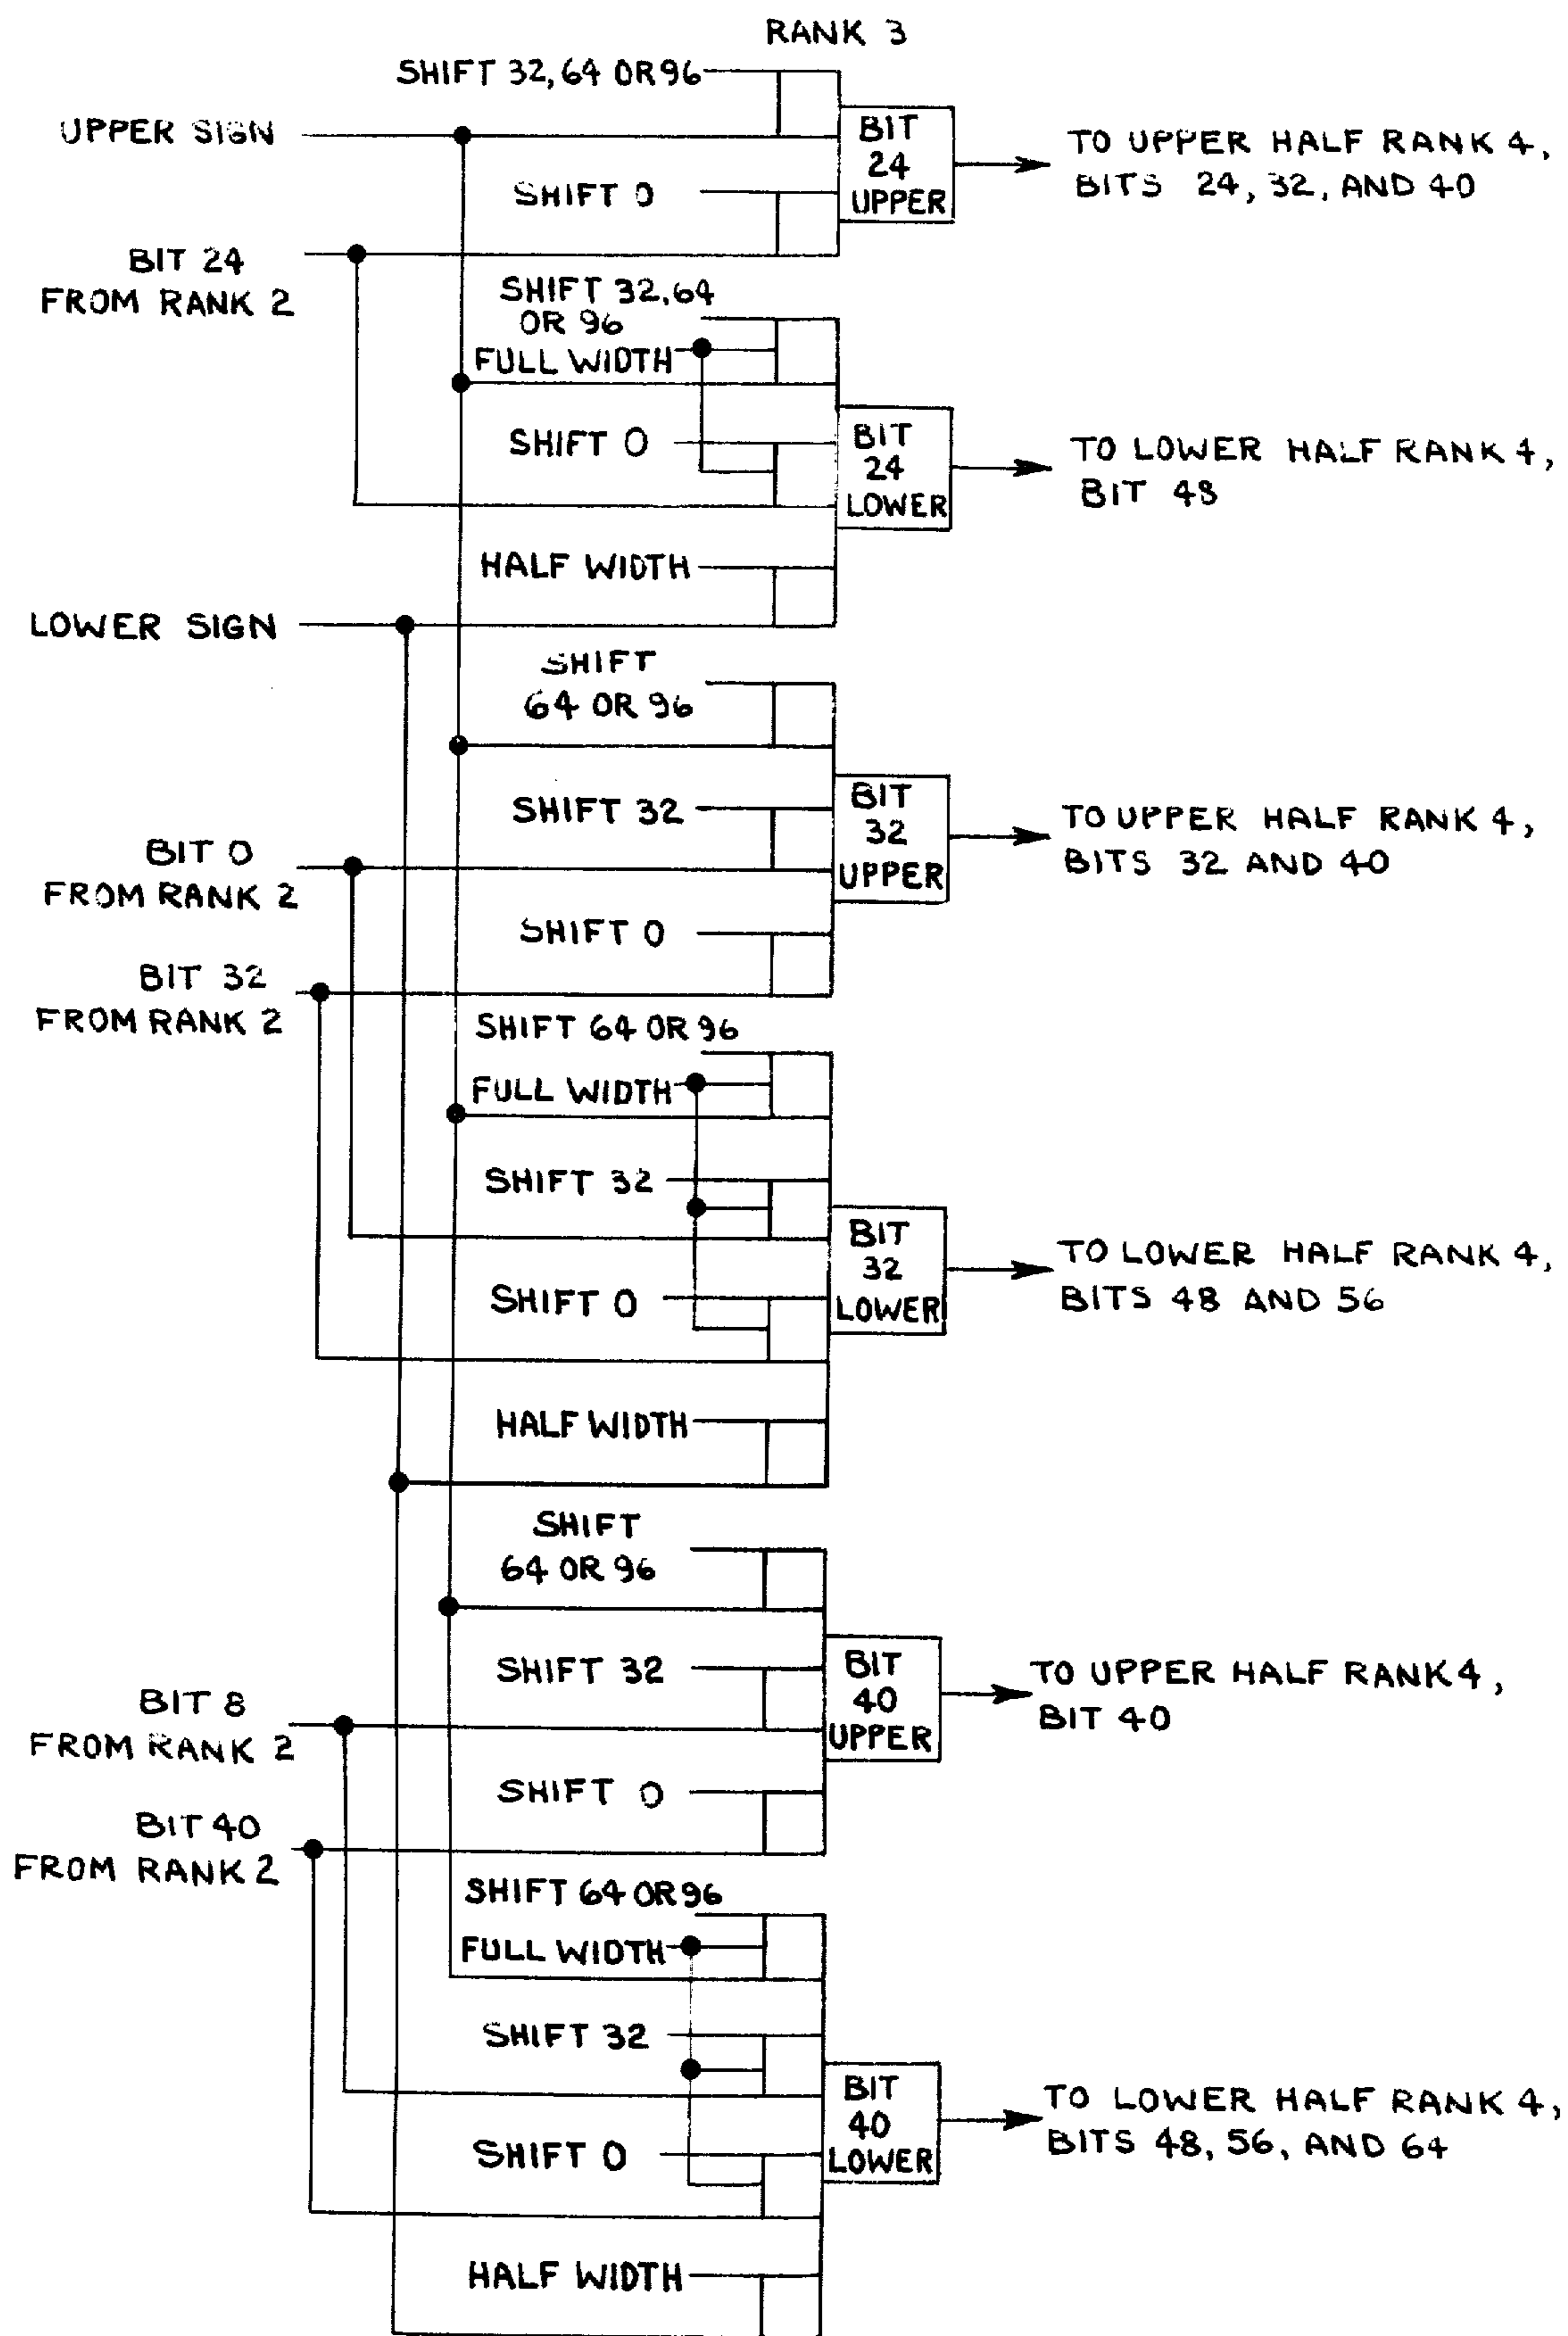 RANK 3
SHIFT 32,64 OR 96
UPPER SIGN
BIT
24
UPPER
TO UPPER HALF RANK 4,
BITS 24, 32, AND 40
SHIFT 0
BIT 24
FROM RANK 2
SHIFT 32,64
OR 96
FULL WIDTH
SHIFT 0
BIT
24
LOWER
TO LOWER HALF RANK 4,
BIT 48
HALF WIDTH
LOWER SIGN
SHIFT
64 OR 96
SHIFT 32
BIT
32
UPPER
TO UPPER HALF RANK 4,
BITS 32 AND 40
BIT 0
FROM RANK 2
SHIFT 0
BIT 32
FROM RANK 2
SHIFT 64 OR 96
FULL WIDTH
SHIFT 32
BIT
32
LOWER
TO LOWER HALF RANK 4,
BITS 48 AND 56
SHIFT 0
HALF WIDTH
SHIFT
64 OR 96
SHIFT 32
BIT
40
UPPER
TO UPPER HALF RANK 4,
BIT 40
BIT 8
FROM RANK 2
SHIFT 0
BIT 40
FROM RANK 2
SHIFT 64 OR 96
FULL WIDTH
SHIFT 32
BIT
40
LOWER
TO LOWER HALF RANK 4,
BITS 48, 56, AND 64
SHIFT 0
HALF WIDTH